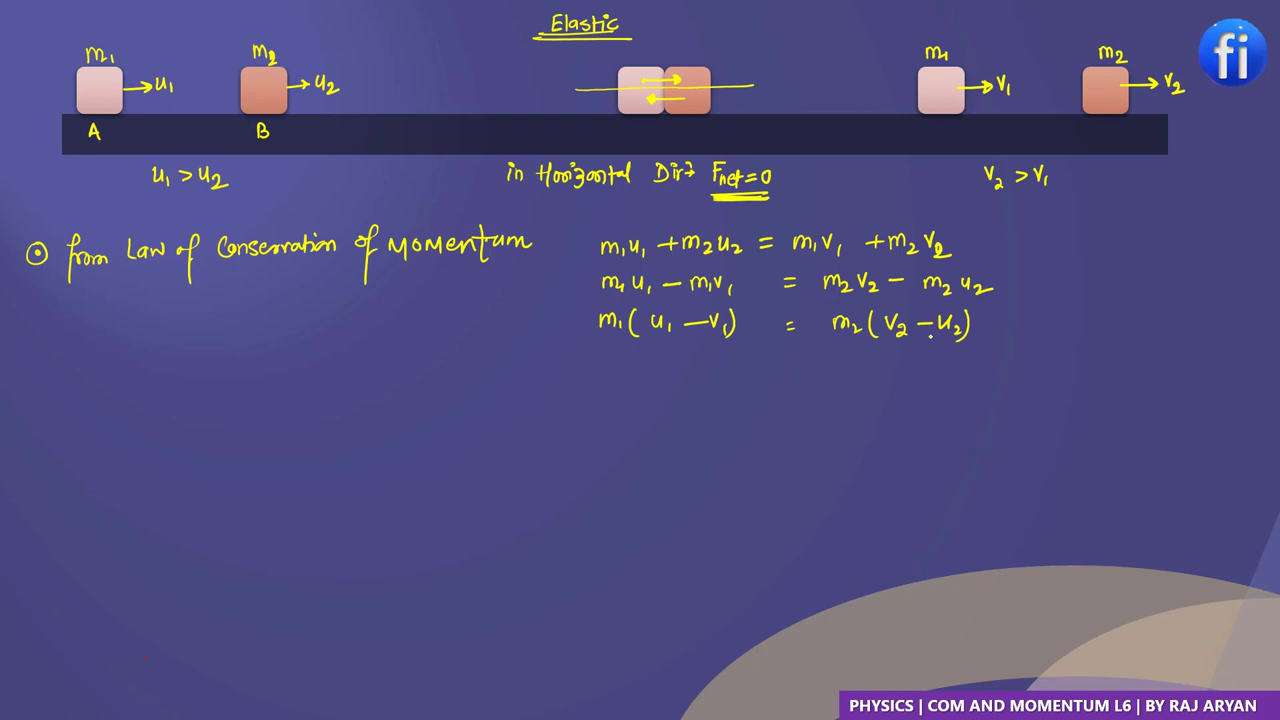 Elastic
m₁ m₂ m₁ m₂
→u₁ →u₂ →v₁ →v₂
fi
A B
u₁ > u₂ in Horizontal Dirⁿ Fnet=0 v₂ > v₁
⊙ from Law of Conservation of Momentum
m₁u₁ + m₂u₂ = m₁v₁ + m₂v₂
m₁u₁ − m₁v₁ = m₂v₂ − m₂u₂
m₁(u₁ − v₁) = m₂(v₂ − u₂)
PHYSICS | COM AND MOMENTUM L6 | BY RAJ ARYAN